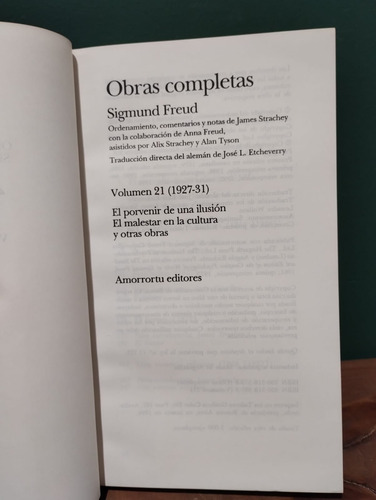 Obras completas
Sigmund Freud
Ordenamiento, comentarios y notas de James Strachey
con la colaboración de Anna Freud,
asistidos por Alix Strachey y Alan Tyson
Traducción directa del alemán de José L. Etcheverry
Volumen 21 (1927-31)
El porvenir de una ilusión
El malestar en la cultura
y otras obras
Amorrortu editores